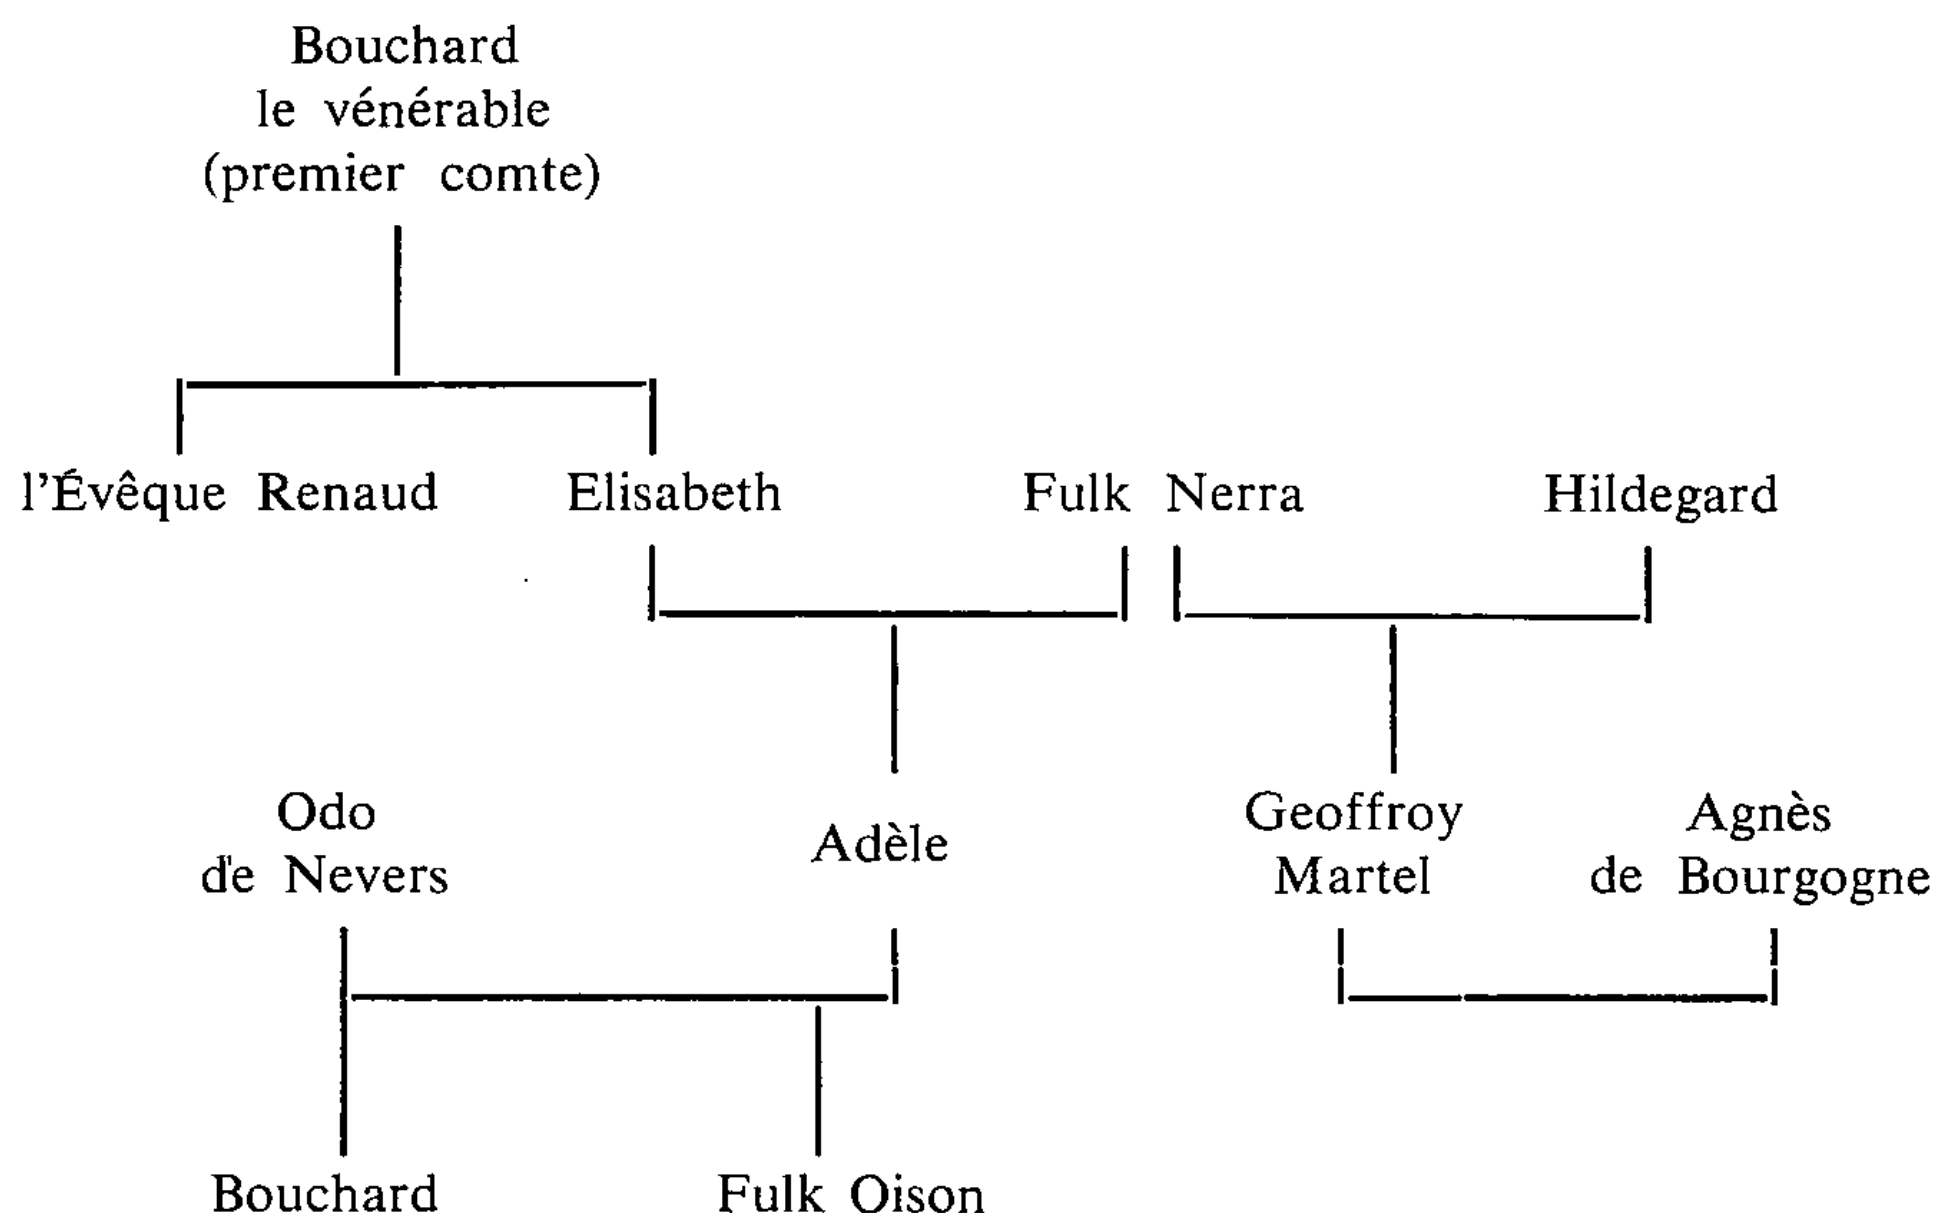 Bouchard
le vénérable
(premier comte)
l'Évêque Renaud
Elisabeth
Fulk Nerra
Hildegard
Odo
de Nevers
Adèle
Geoffroy
Martel
Agnès
de Bourgogne
Bouchard
Fulk Oison